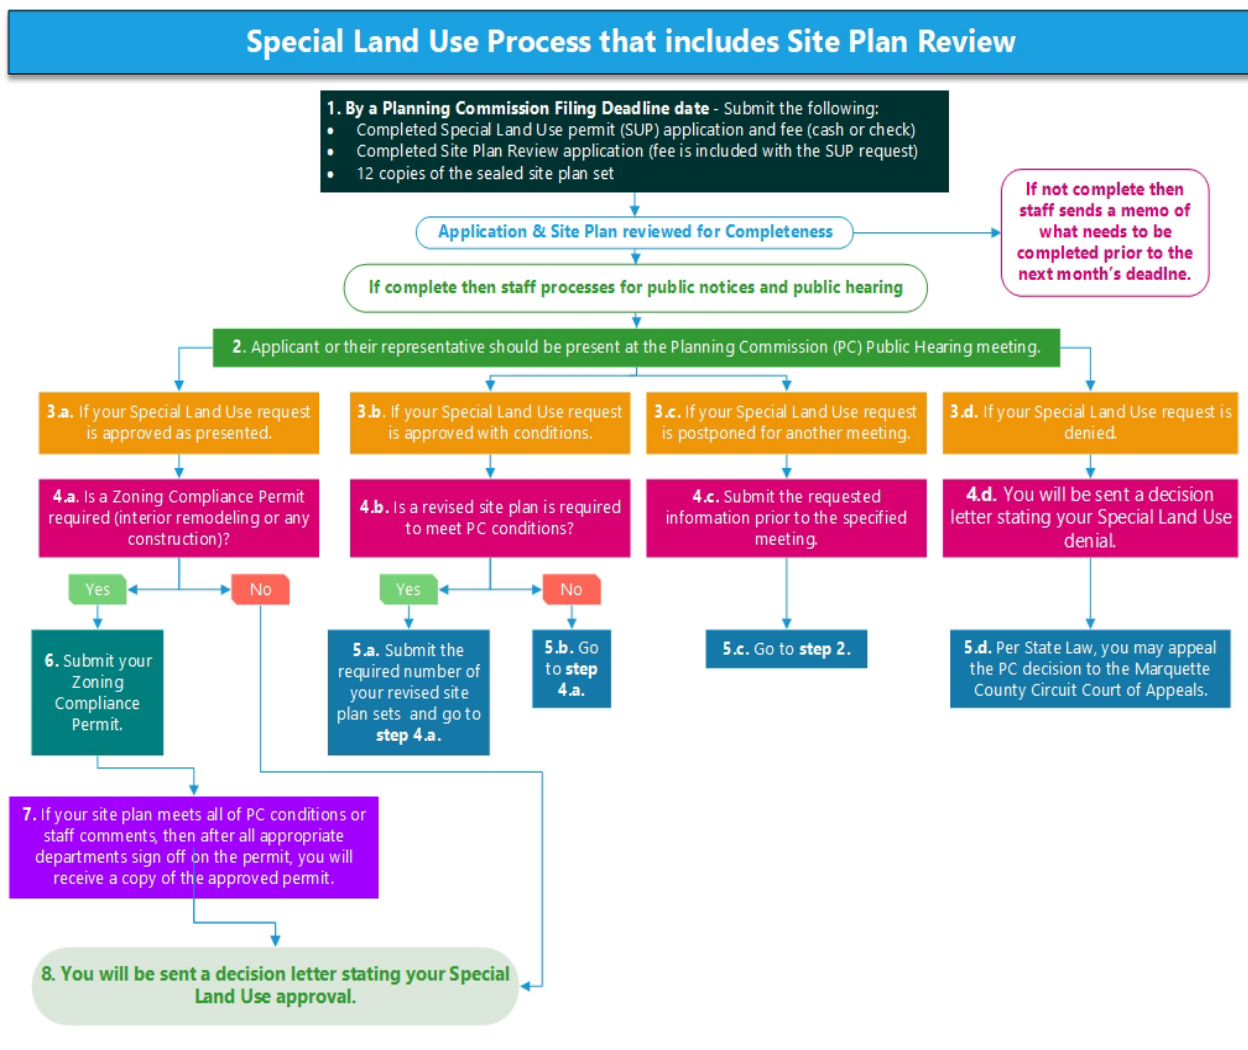 Special Land Use Process that includes Site Plan Review
1. By a Planning Commission Filing Deadline date - Submit the following:
• Completed Special Land Use permit (SUP) application and fee (cash or check)
• Completed Site Plan Review application (fee is included with the SUP request)
• 12 copies of the sealed site plan set
If not complete then
staff sends a memo of
what needs to be
completed prior to the
next month's deadlne.
Application & Site Plan reviewed for Completeness
If complete then staff processes for public notices and public hearing
2. Applicant or their representative should be present at the Planning Commission (PC) Public Hearing meeting.
3.a. If your Special Land Use request
is approved as presented.
3.b. If your Special Land Use request
is approved with conditions.
3.c. If your Special Land Use request
is postponed for another meeting.
3.d. If your Special Land Use request is
denied.
4.a. Is a Zoning Compliance Permit
required (interior remodeling or any
construction)?
4.b. Is a revised site plan is required
to meet PC conditions?
4.c. Submit the requested
information prior to the specified
meeting.
4.d. You will be sent a decision
letter stating your Special Land Use
denial.
Yes
No
Yes
No
6. Submit your
Zoning
Compliance
Permit.
5.a. Submit the
required number of
your revised site
plan sets and go to
step 4.a.
5.b. Go
to step
4.a.
5.c. Go to step 2.
5.d. Per State Law, you may appeal
the PC decision to the Marquette
County Circuit Court of Appeals.
7. If your site plan meets all of PC conditions or
staff comments, then after all appropriate
departments sign off on the permit, you will
receive a copy of the approved permit.
8. You will be sent a decision letter stating your Special
Land Use approval.